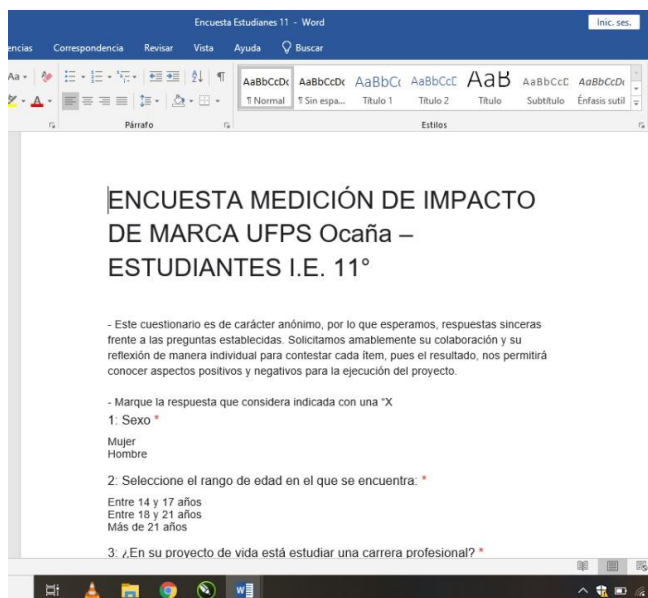 Encuesta Estudianes 11 - Word
Inic. ses.
encias Correspondencia Revisar Vista Ayuda Buscar
Aa
AaBbCcDc AaBbCcDc AaBbCc AaBbCcC AaB AaBbCcC AaBbCcDc
¶ Normal ¶ Sin espa... Título 1 Título 2 Título Subtítulo Énfasis sutil
Párrafo Estilos
ENCUESTA MEDICIÓN DE IMPACTO
DE MARCA UFPS Ocaña –
ESTUDIANTES I.E. 11°
- Este cuestionario es de carácter anónimo, por lo que esperamos, respuestas sinceras
frente a las preguntas establecidas. Solicitamos amablemente su colaboración y su
reflexión de manera individual para contestar cada ítem, pues el resultado, nos permitirá
conocer aspectos positivos y negativos para la ejecución del proyecto.
- Marque la respuesta que considera indicada con una "X
1: Sexo *
Mujer
Hombre
2: Seleccione el rango de edad en el que se encuentra: *
Entre 14 y 17 años
Entre 18 y 21 años
Más de 21 años
3: ¿En su proyecto de vida está estudiar una carrera profesional? *